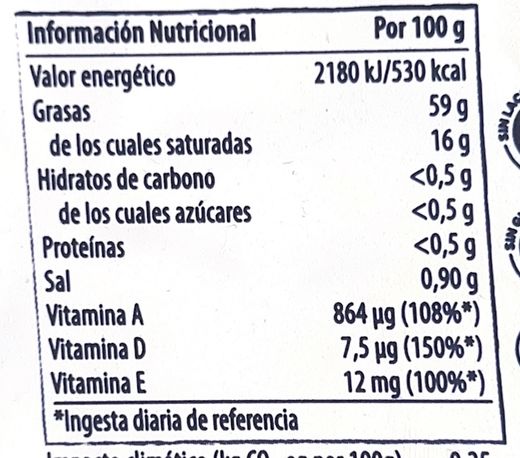 Información Nutricional Por 100 g
Valor energético 2180 kJ/530 kcal
Grasas 59 g
de los cuales saturadas 16 g
Hidratos de carbono <0,5 g
de los cuales azúcares <0,5 g
Proteínas <0,5 g
Sal 0,90 g
Vitamina A 864 µg (108%*)
Vitamina D 7,5 µg (150%*)
Vitamina E 12 mg (100%*)
*Ingesta diaria de referencia
SIN
SIN